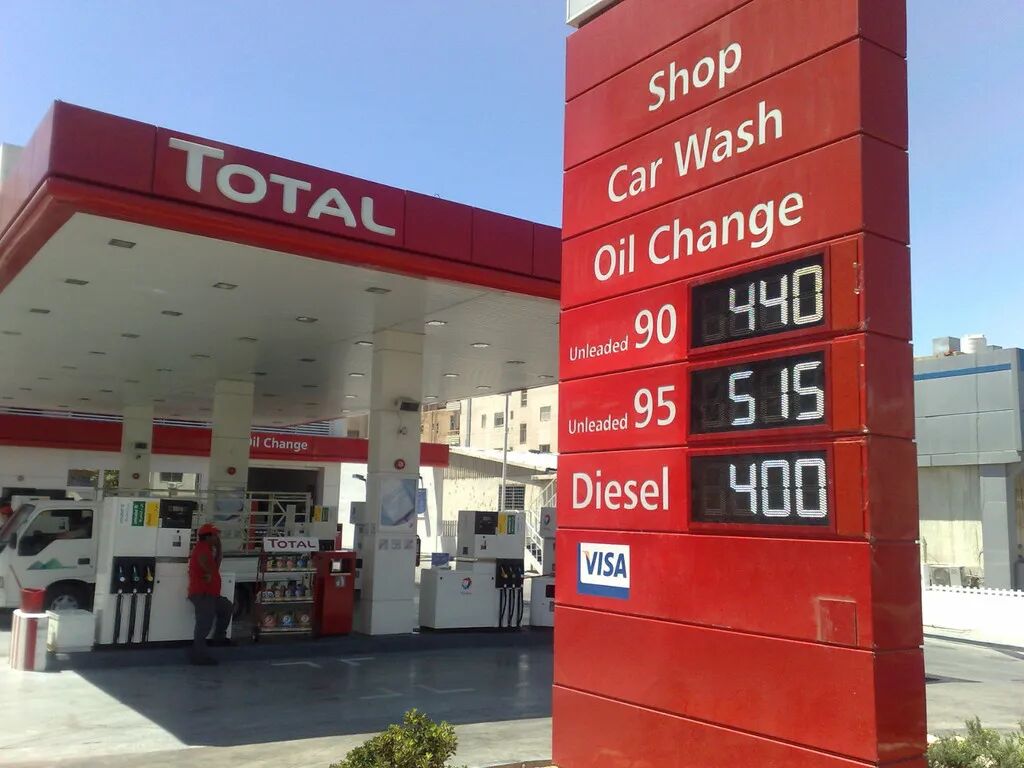 TOTAL
Shop
Car Wash
Oil Change
Unleaded 90 440
Unleaded 95 515
Diesel 400
VISA
Oil Change
TOTAL